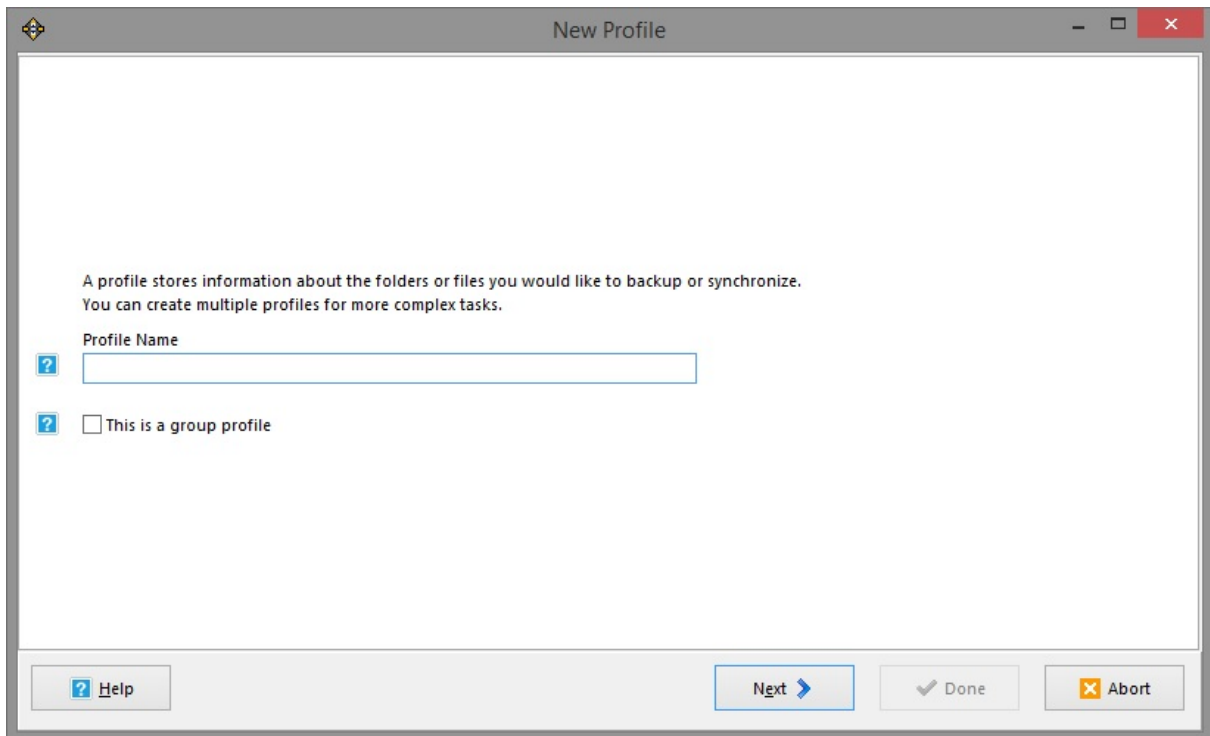 New Profile
A profile stores information about the folders or files you would like to backup or synchronize.
You can create multiple profiles for more complex tasks.
Profile Name
?
? This is a group profile
? Help
Next
Done
Abort